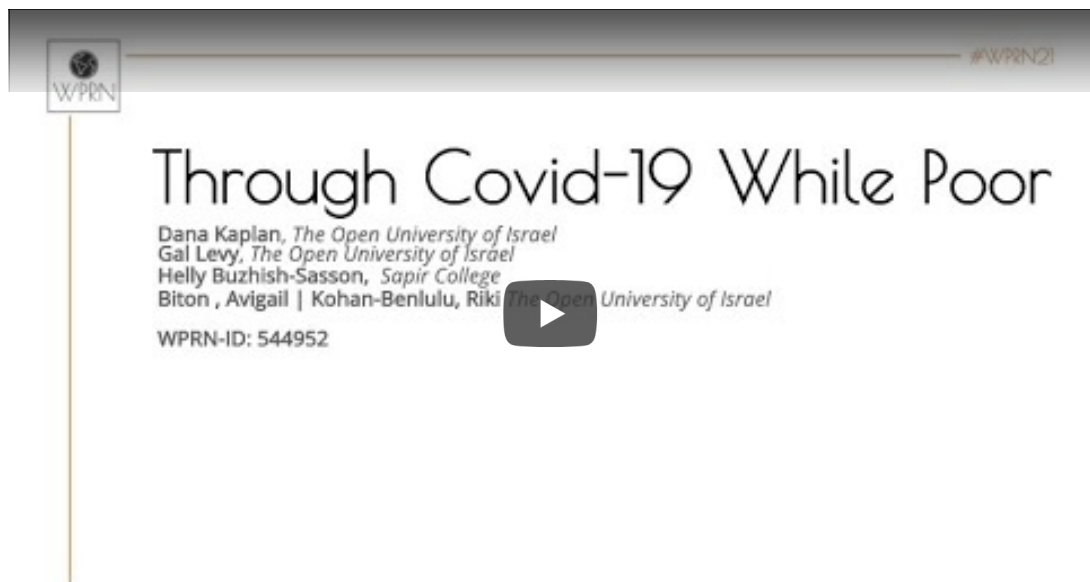 WPRN
#WPRN21
Through Covid-19 While Poor
Dana Kaplan, The Open University of Israel
Gal Levy, The Open University of Israel
Helly Buzhish-Sasson, Sapir College
Biton , Avigail | Kohan-Benlulu, Riki The Open University of Israel
WPRN-ID: 544952